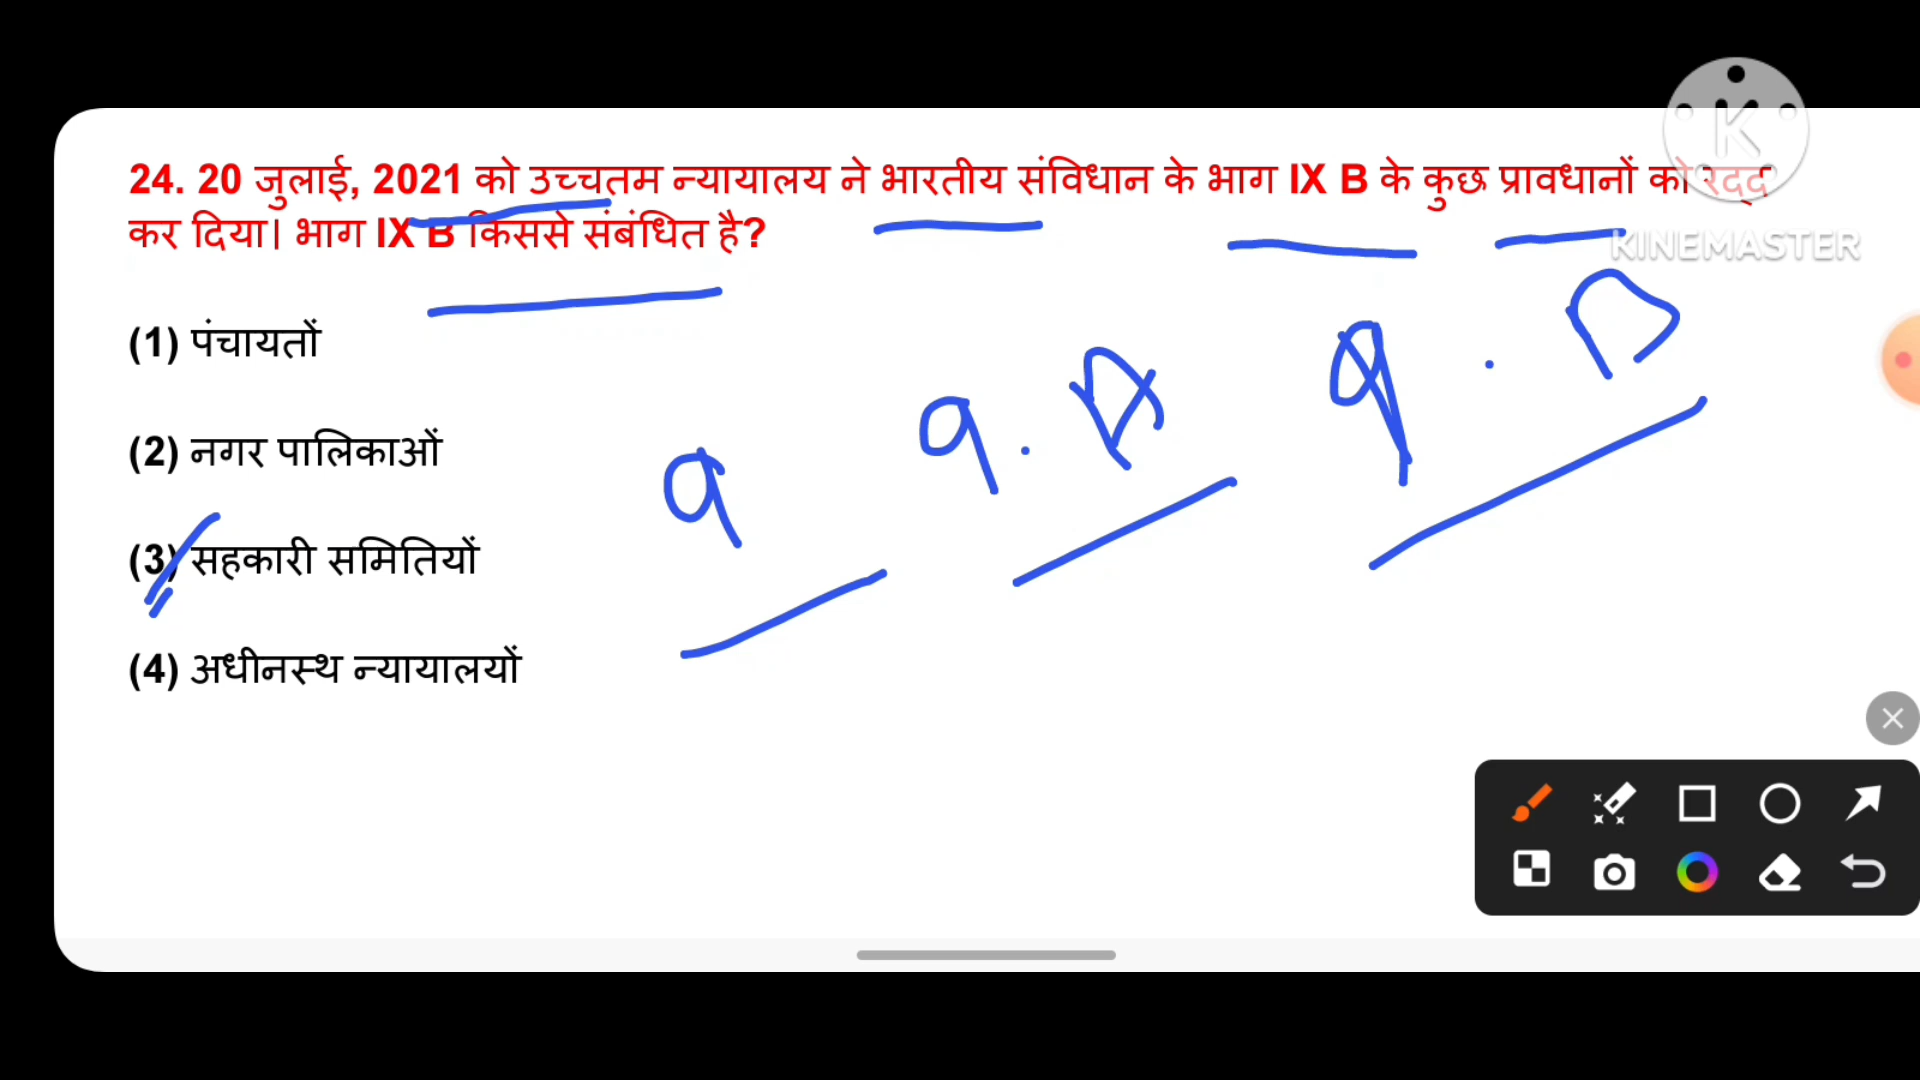 24. 20 जुलाई, 2021 को उच्चतम न्यायालय ने भारतीय संविधान के भाग IX B के कुछ प्रावधानों को रद्द
कर दिया। भाग IX B किससे संबंधित है?
K
KINEMASTER
(1) पंचायतों
(2) नगर पालिकाओं
(3) सहकारी समितियों
(4) अधीनस्थ न्यायालयों
9
9. A
9.